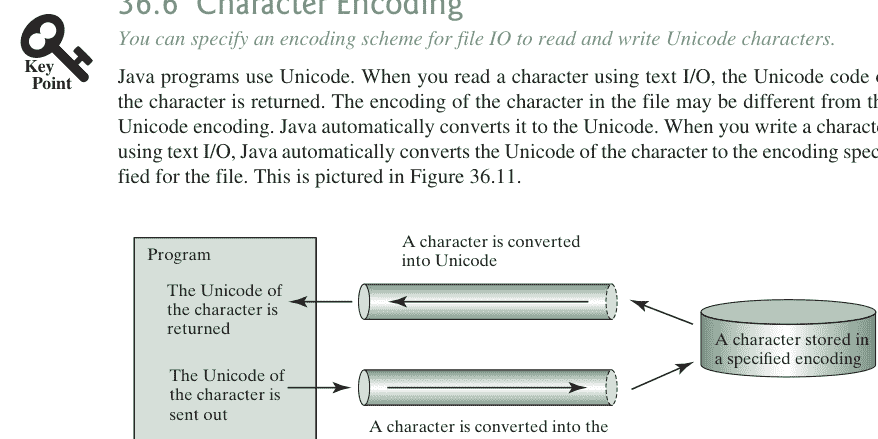 36.6 Character Encoding
You can specify an encoding scheme for file IO to read and write Unicode characters.
Key
Point
Java programs use Unicode. When you read a character using text I/O, the Unicode code
the character is returned. The encoding of the character in the file may be different from
Unicode encoding. Java automatically converts it to the Unicode. When you write a
using text I/O, Java automatically converts the Unicode of the character to the encoding
fied for the file. This is pictured in Figure 36.11.
A character is converted
into Unicode
Program
The Unicode of
the character is
returned
A character stored in
a specified encoding
The Unicode of
the character is
sent out
A character is converted into the